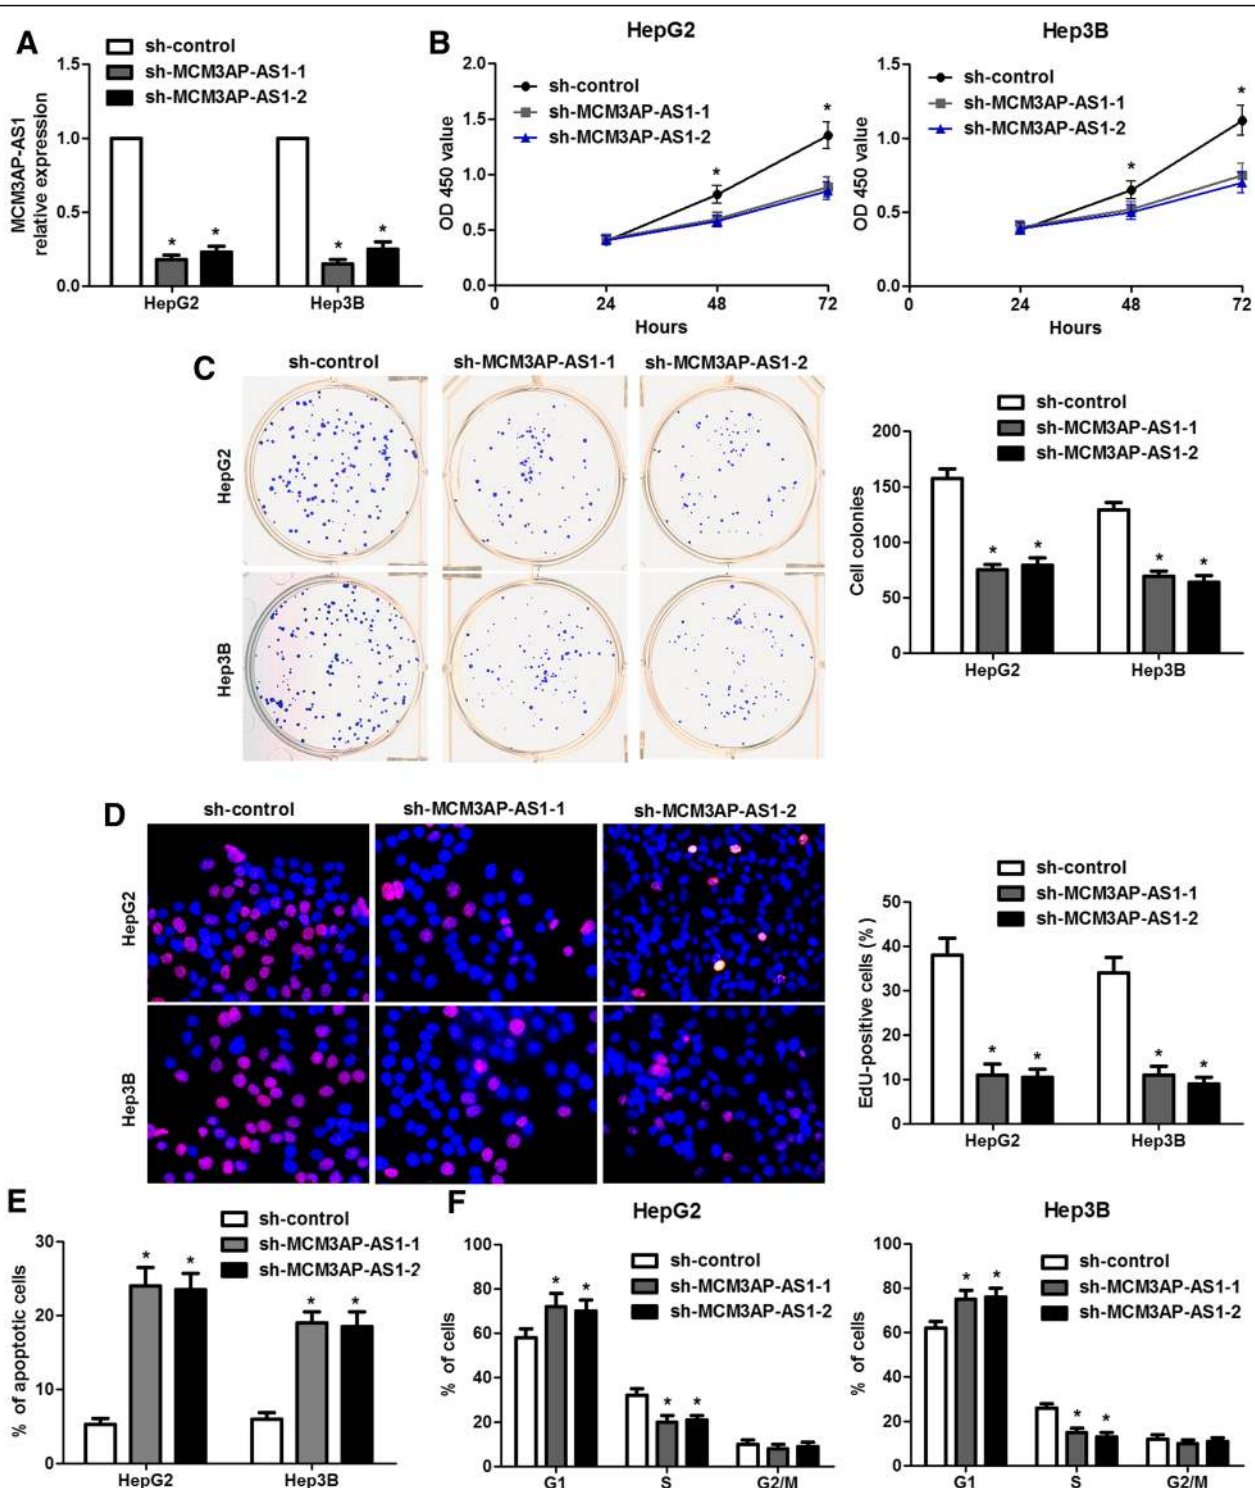 A
sh-control
sh-MCM3AP-AS1-1
sh-MCM3AP-AS1-2
MCM3AP-AS1
relative expression
1.5
1.0
0.5
0.0
*
*
*
*
HepG2
Hep3B
B
HepG2
sh-control
sh-MCM3AP-AS1-1
sh-MCM3AP-AS1-2
OD 450 value
2.0
1.5
1.0
0.5
0.0
*
*
0
24
48
72
Hours
Hep3B
sh-control
sh-MCM3AP-AS1-1
sh-MCM3AP-AS1-2
OD 450 value
1.5
1.0
0.5
0.0
*
*
0
24
48
72
Hours
C
sh-control
sh-MCM3AP-AS1-1
sh-MCM3AP-AS1-2
HepG2
Hep3B
sh-control
sh-MCM3AP-AS1-1
sh-MCM3AP-AS1-2
Cell colonies
200
150
100
50
0
*
*
*
*
HepG2
Hep3B
D
sh-control
sh-MCM3AP-AS1-1
sh-MCM3AP-AS1-2
HepG2
Hep3B
sh-control
sh-MCM3AP-AS1-1
sh-MCM3AP-AS1-2
EdU-positive cells (%)
50
40
30
20
10
0
*
*
*
*
HepG2
Hep3B
E
sh-control
sh-MCM3AP-AS1-1
sh-MCM3AP-AS1-2
% of apoptotic cells
30
20
10
0
*
*
*
*
HepG2
Hep3B
F
HepG2
sh-control
sh-MCM3AP-AS1-1
sh-MCM3AP-AS1-2
% of cells
100
80
60
40
20
0
*
*
*
*
G1
S
G2/M
Hep3B
sh-control
sh-MCM3AP-AS1-1
sh-MCM3AP-AS1-2
% of cells
100
80
60
40
20
0
*
*
*
*
G1
S
G2/M